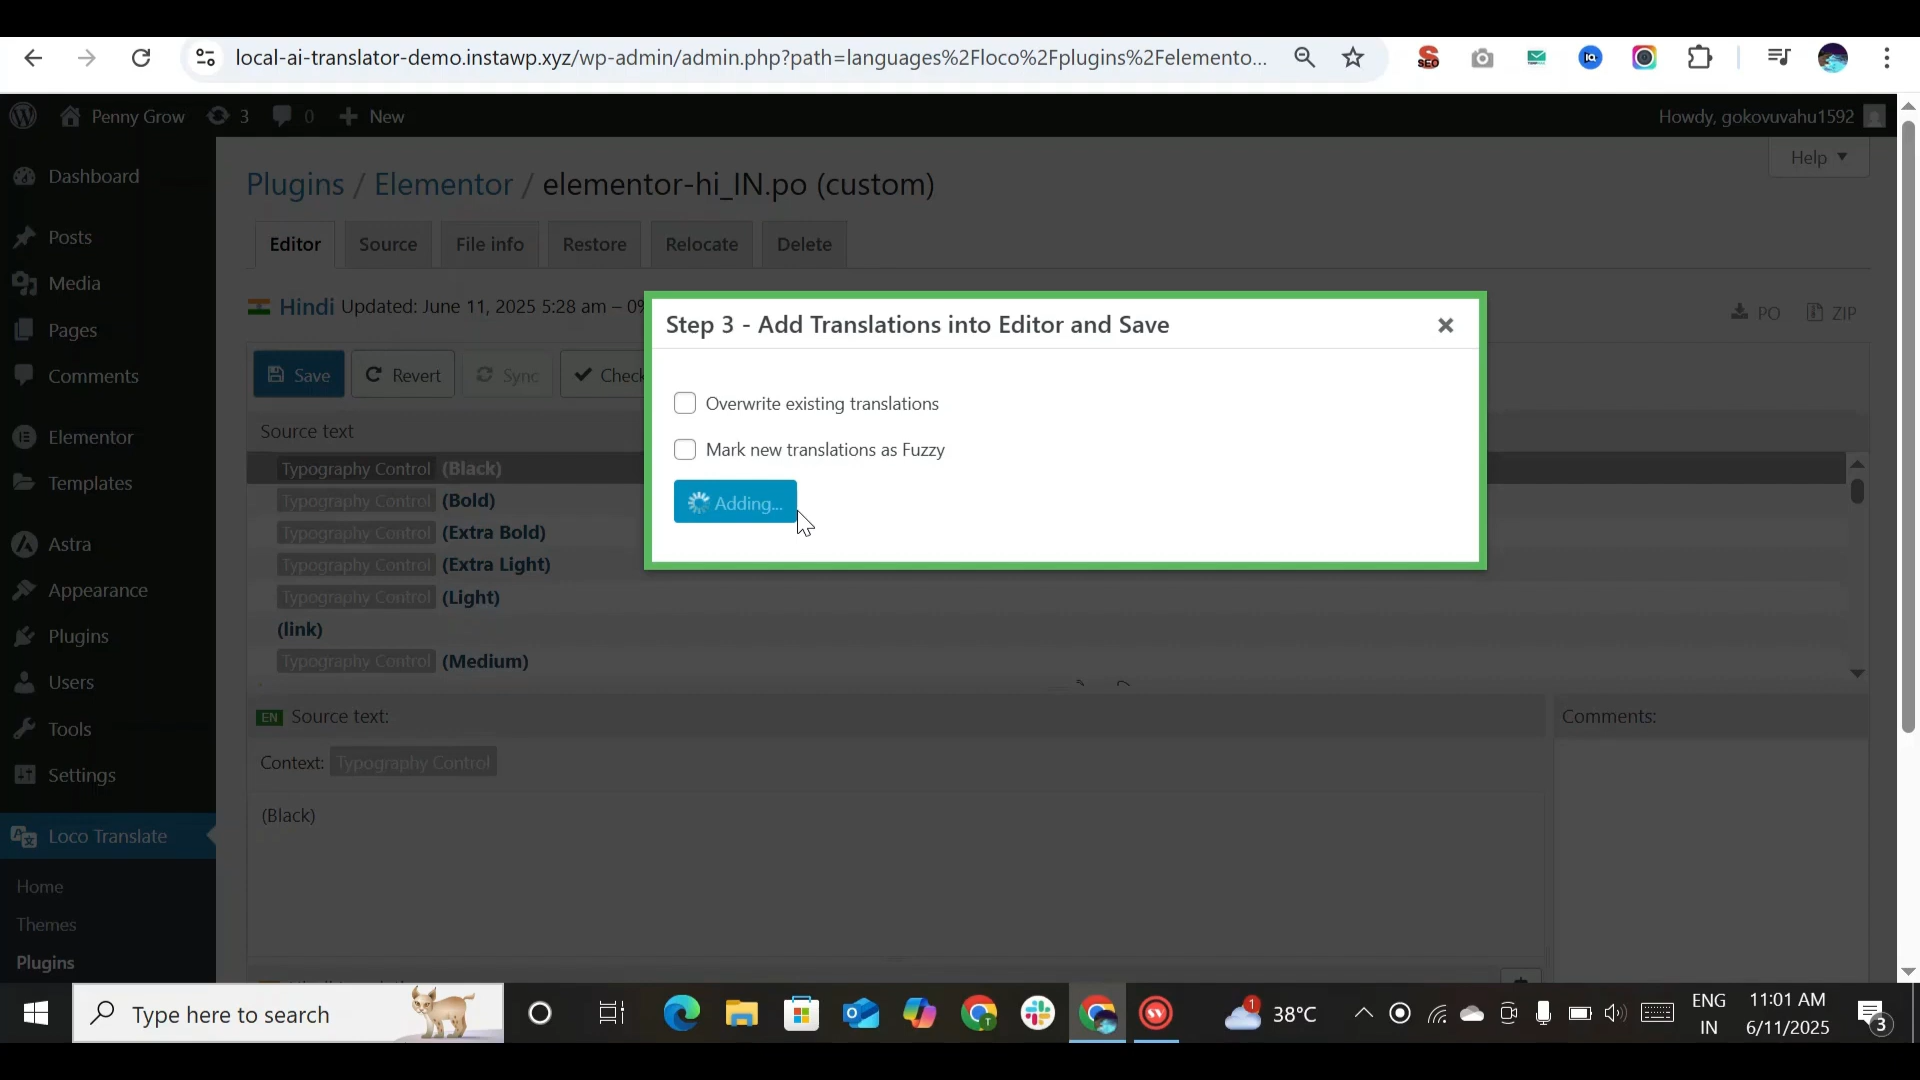 local-ai-translator-demo.instawp.xyz/wp-admin/admin.php?path=languages%2Floco%2Fplugins%2Felemento...
Penny Grow 3 0 New
Howdy, gokovuvahu1592
Help
Dashboard
Posts
Media
Pages
Comments
Elementor
Templates
Astra
Appearance
Plugins
Users
Tools
Settings
Loco Translate
Home
Themes
Plugins
Plugins / Elementor / elementor-hi_IN.po (custom)
Editor Source File info Restore Relocate Delete
Hindi Updated: June 11, 2025 5:28 am –
PO ZIP
Save Revert Sync Check
Source text
Typography Control (Black)
Typography Control (Bold)
Typography Control (Extra Bold)
Typography Control (Extra Light)
Typography Control (Light)
(link)
Typography Control (Medium)
Step 3 - Add Translations into Editor and Save
Overwrite existing translations
Mark new translations as Fuzzy
Adding...
EN Source text:
Comments:
Context: Typography Control
(Black)
Type here to search
1
38°C
ENG
IN
11:01 AM
6/11/2025
3